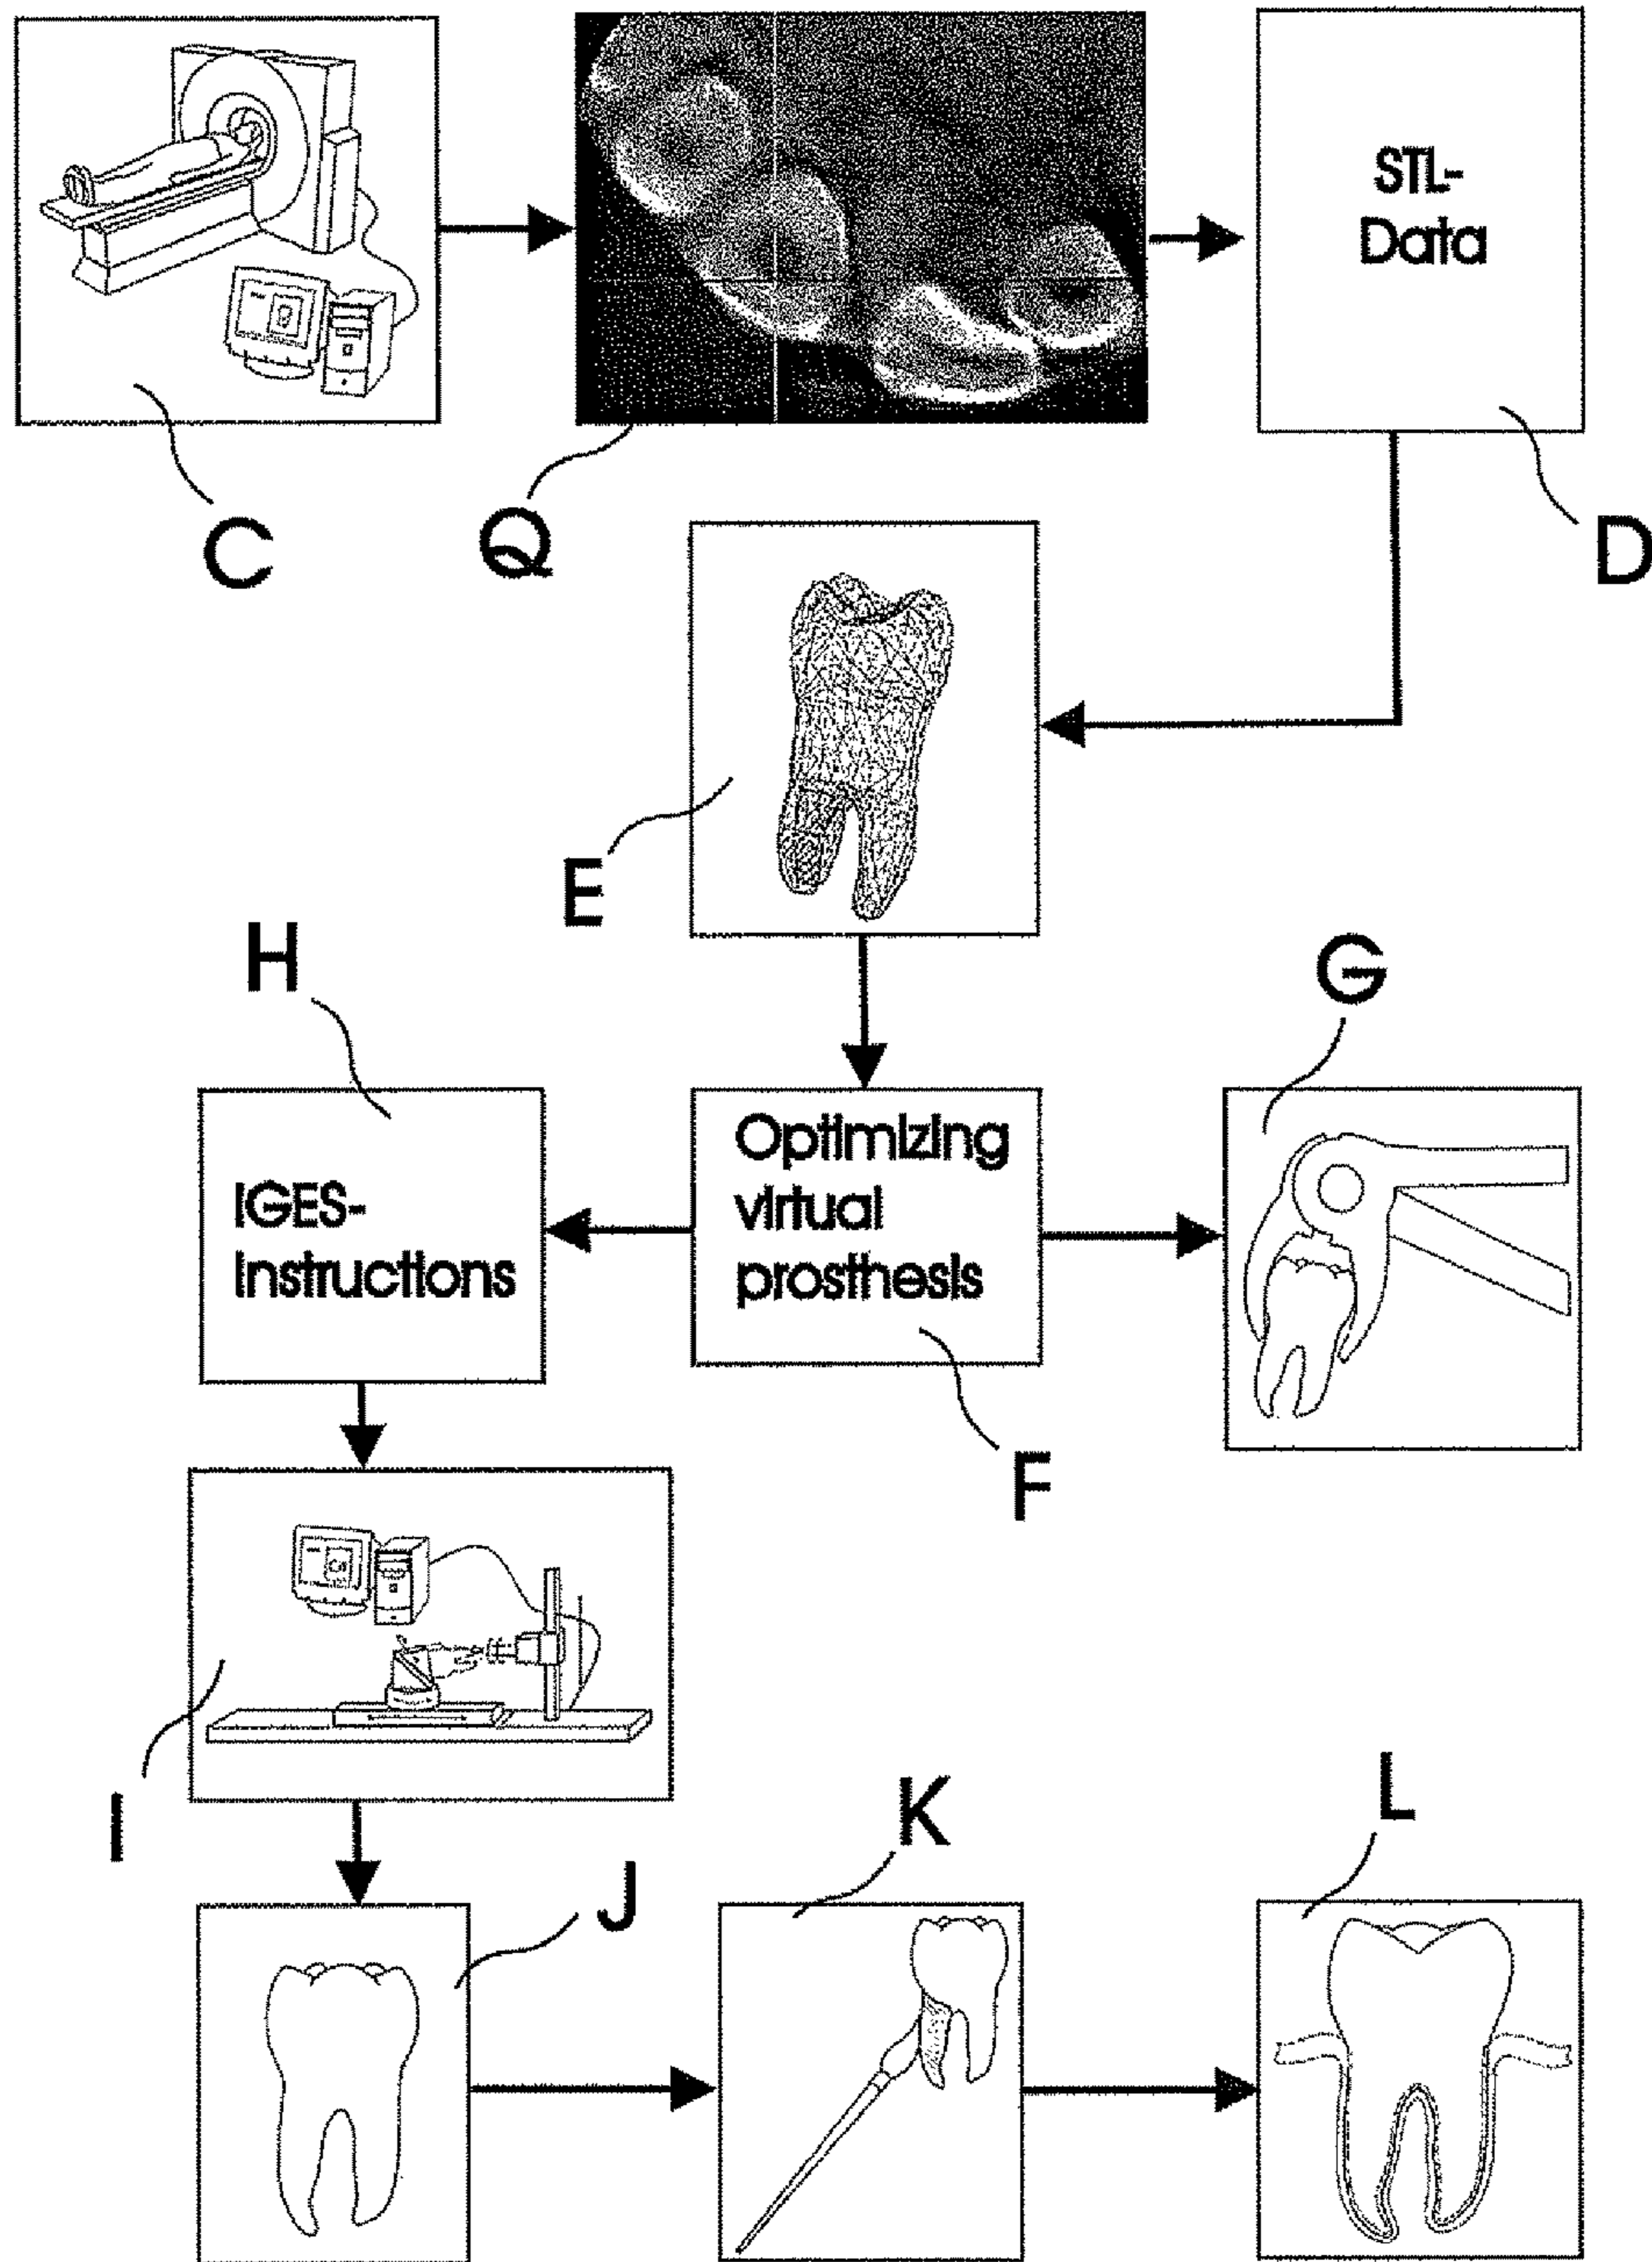 STL-
Data
C
Q
D
E
H
G
Optimizing
virtual
prosthesis
IGES-
Instructions
F
I
K
L
J